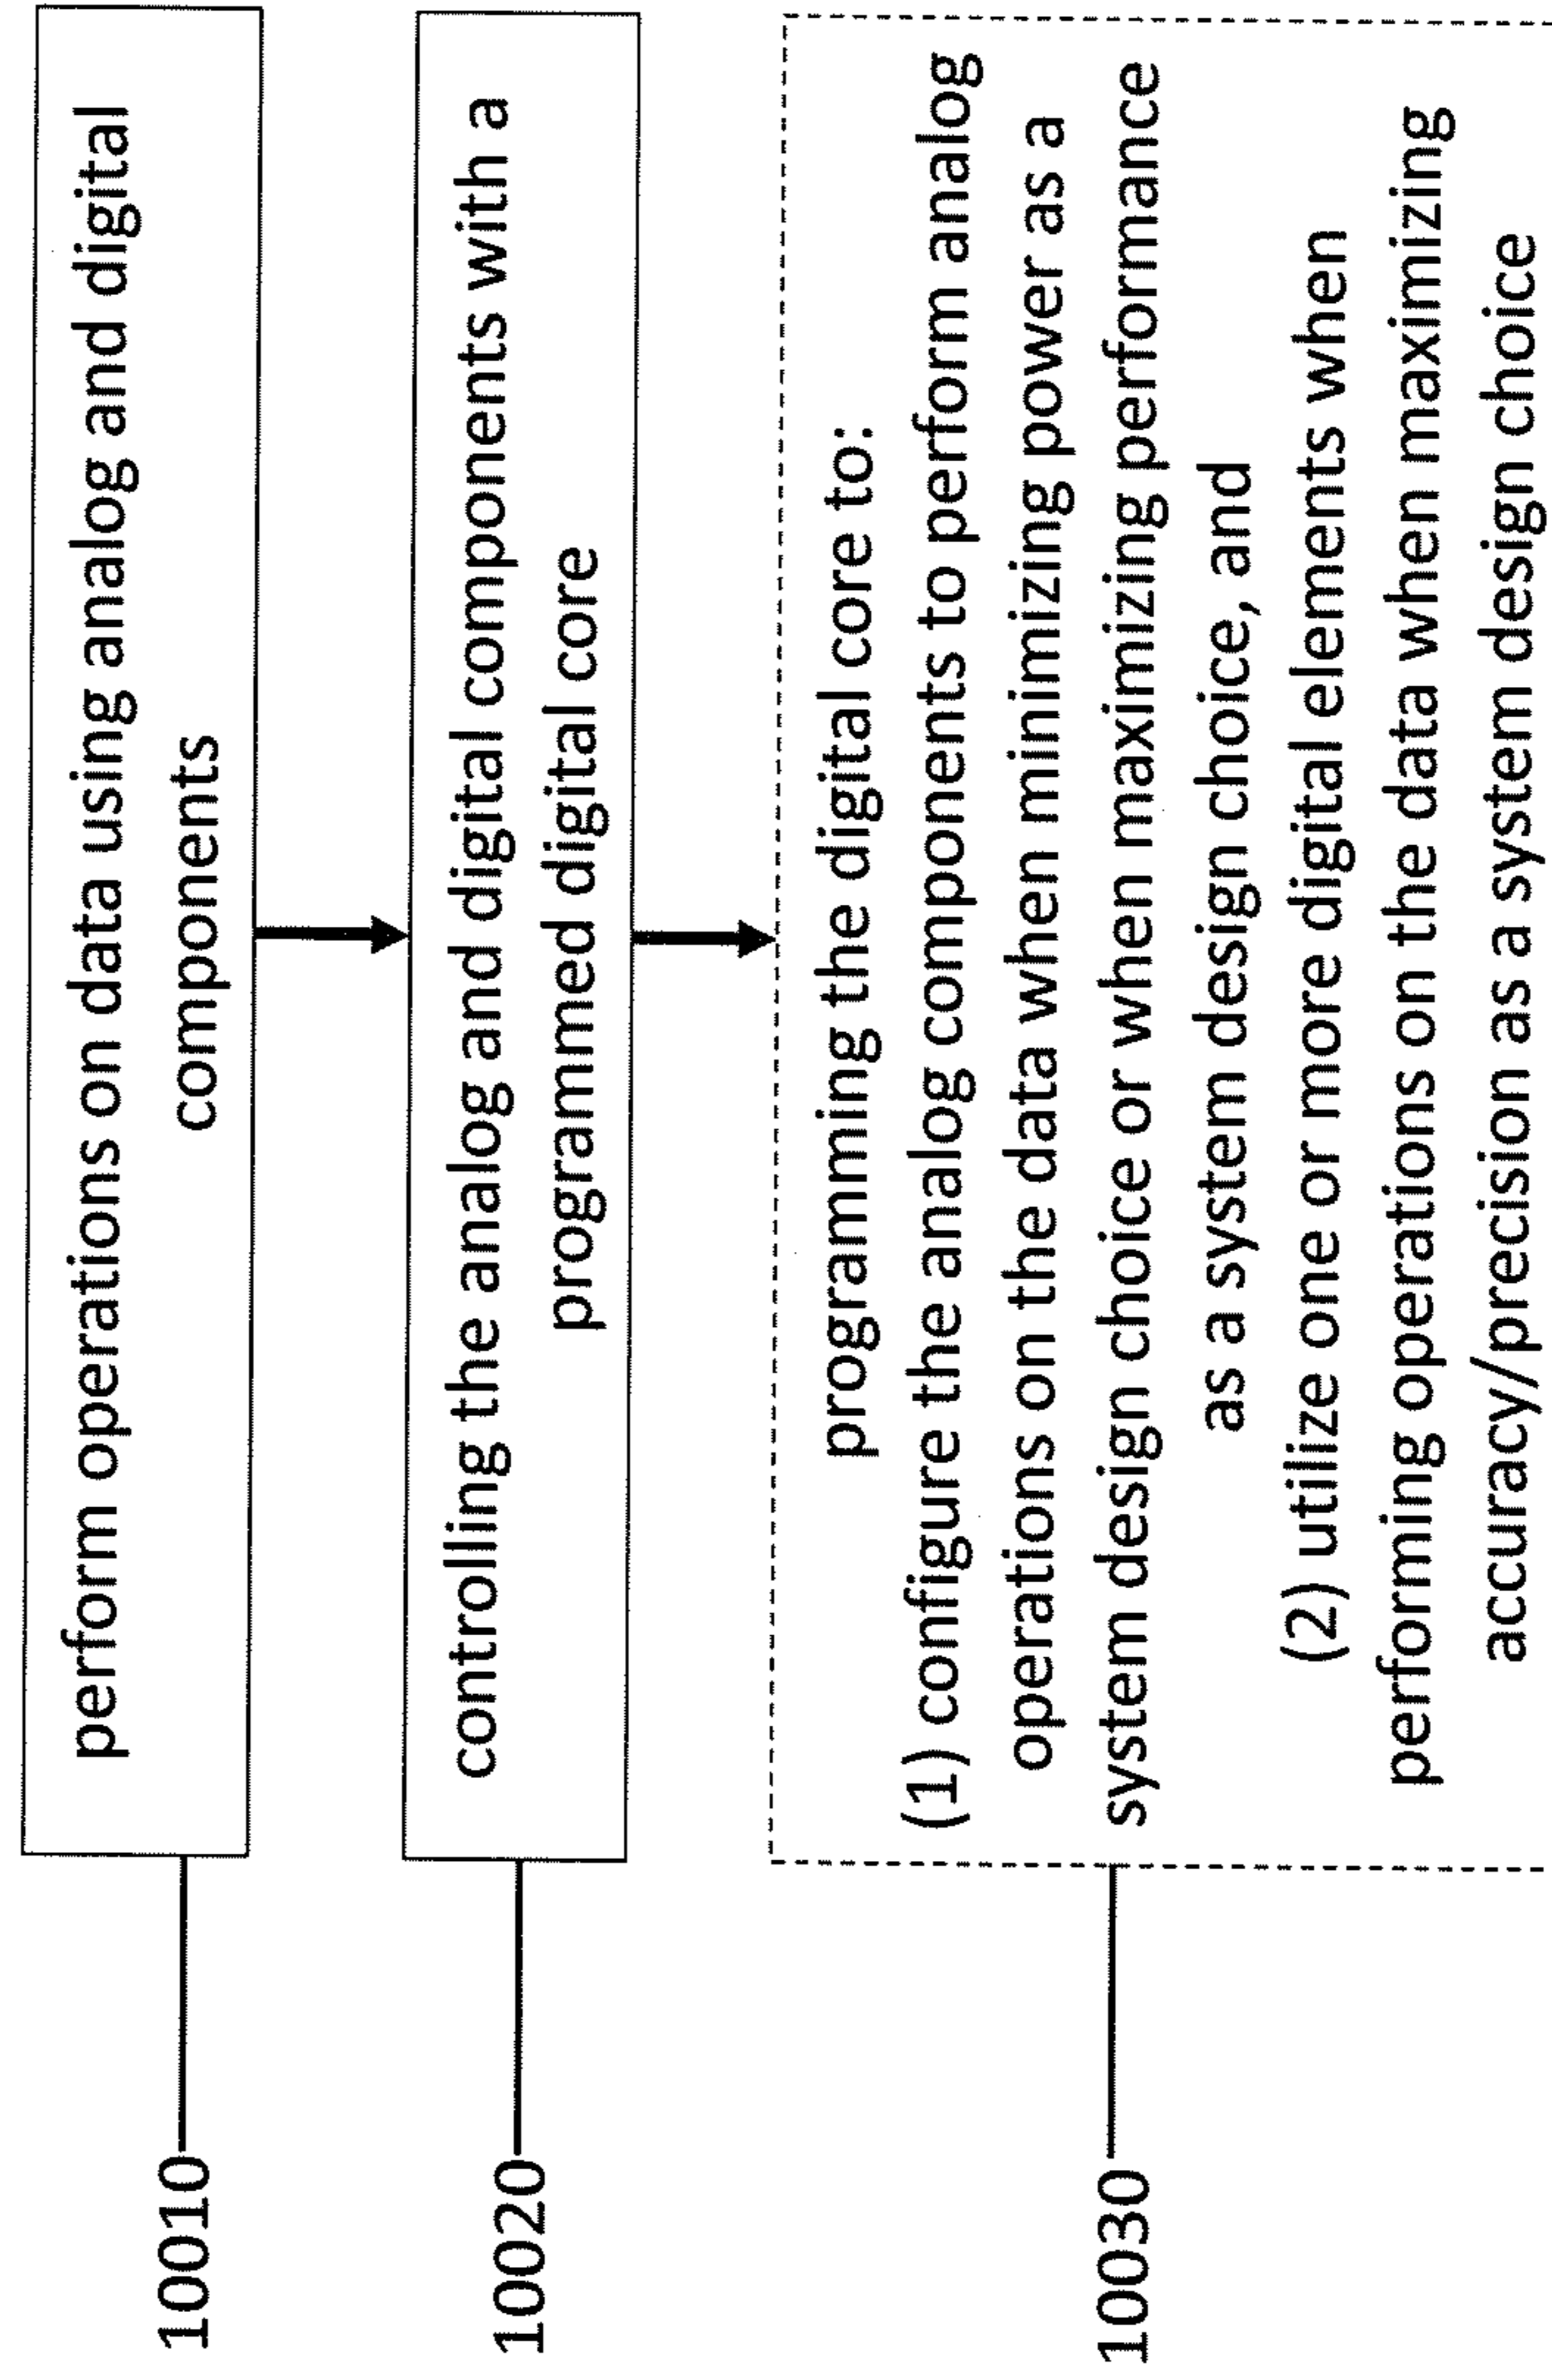 10010
perform operations on data using analog and digital
components
10020
controlling the analog and digital components with a
programmed digital core
10030
programming the digital core to:
(1) configure the analog components to perform analog
operations on the data when minimizing power as a
system design choice or when maximizing performance
as a system design choice, and
(2) utilize one or more digital elements when
performing operations on the data when maximizing
accuracy/precision as a system design choice